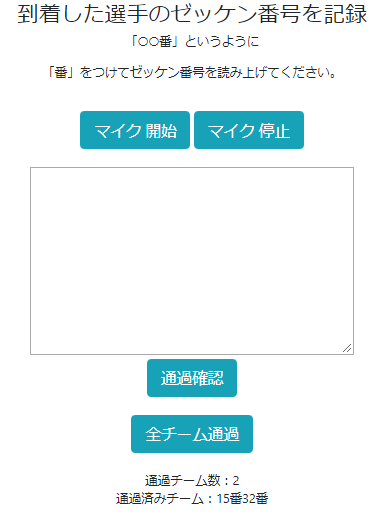 到着した選手のゼッケン番号を記録
「○○番」というように
「番」をつけてゼッケン番号を読み上げてください。
マイク 開始 マイク 停止
通過確認
全チーム通過
通過チーム数：2
通過済みチーム：15番32番